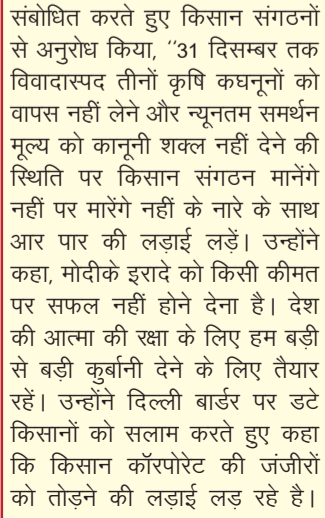 संबोधित करते हुए किसान संगठनों
से अनुरोध किया, ‘‘31 दिसम्बर तक
विवादास्पद तीनों कृषि कघनूनों को
वापस नहीं लेने और न्यूनतम समर्थन
मूल्य को कानूनी शक्ल नहीं देने की
स्थिति पर किसान संगठन मानेंगे
नहीं पर मारेंगे नहीं के नारे के साथ
आर पार की लड़ाई लड़ें। उन्होंने
कहा, मोदीके इरादे को किसी कीमत
पर सफल नहीं होने देना है। देश
की आत्मा की रक्षा के लिए हम बड़ी
से बड़ी कुर्बानी देने के लिए तैयार
रहें। उन्होंने दिल्ली बार्डर पर डटे
किसानों को सलाम करते हुए कहा
कि किसान कॉरपोरेट की जंजीरों
को तोड़ने की लड़ाई लड़ रहे है।